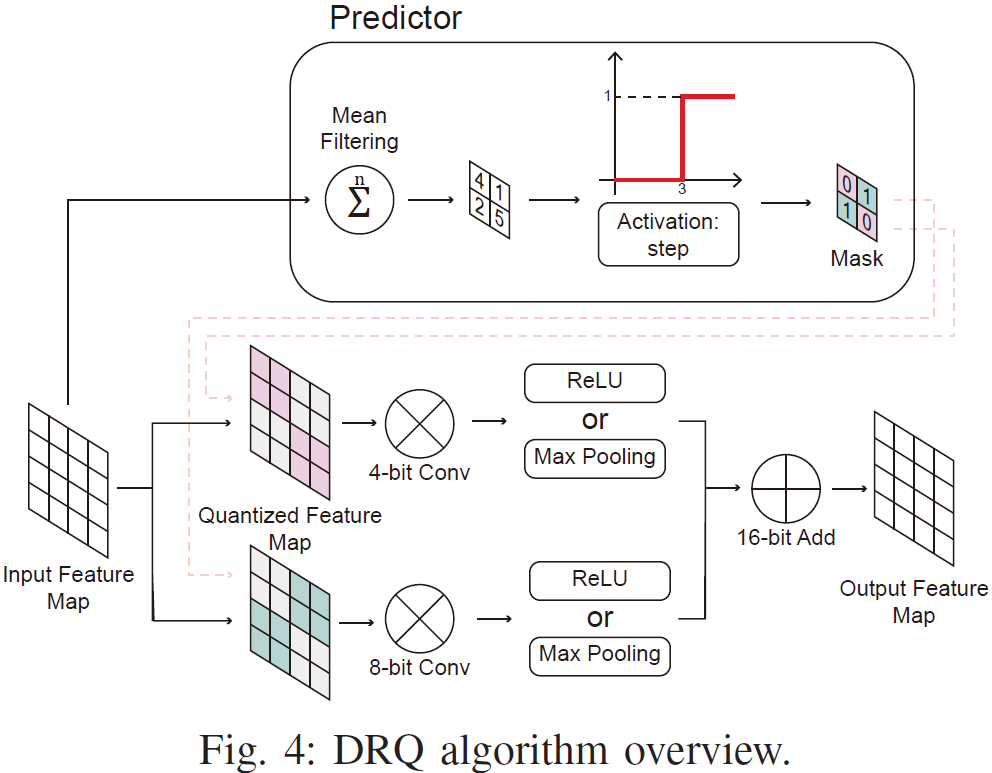 Predictor
Mean
Filtering
n
Σ
4 1
2 5
1
3
Activation:
step
0 1
1 0
Mask
Input Feature
Map
Quantized Feature
Map
4-bit Conv
ReLU
or
Max Pooling
8-bit Conv
ReLU
or
Max Pooling
16-bit Add
Output Feature
Map
Fig. 4: DRQ algorithm overview.